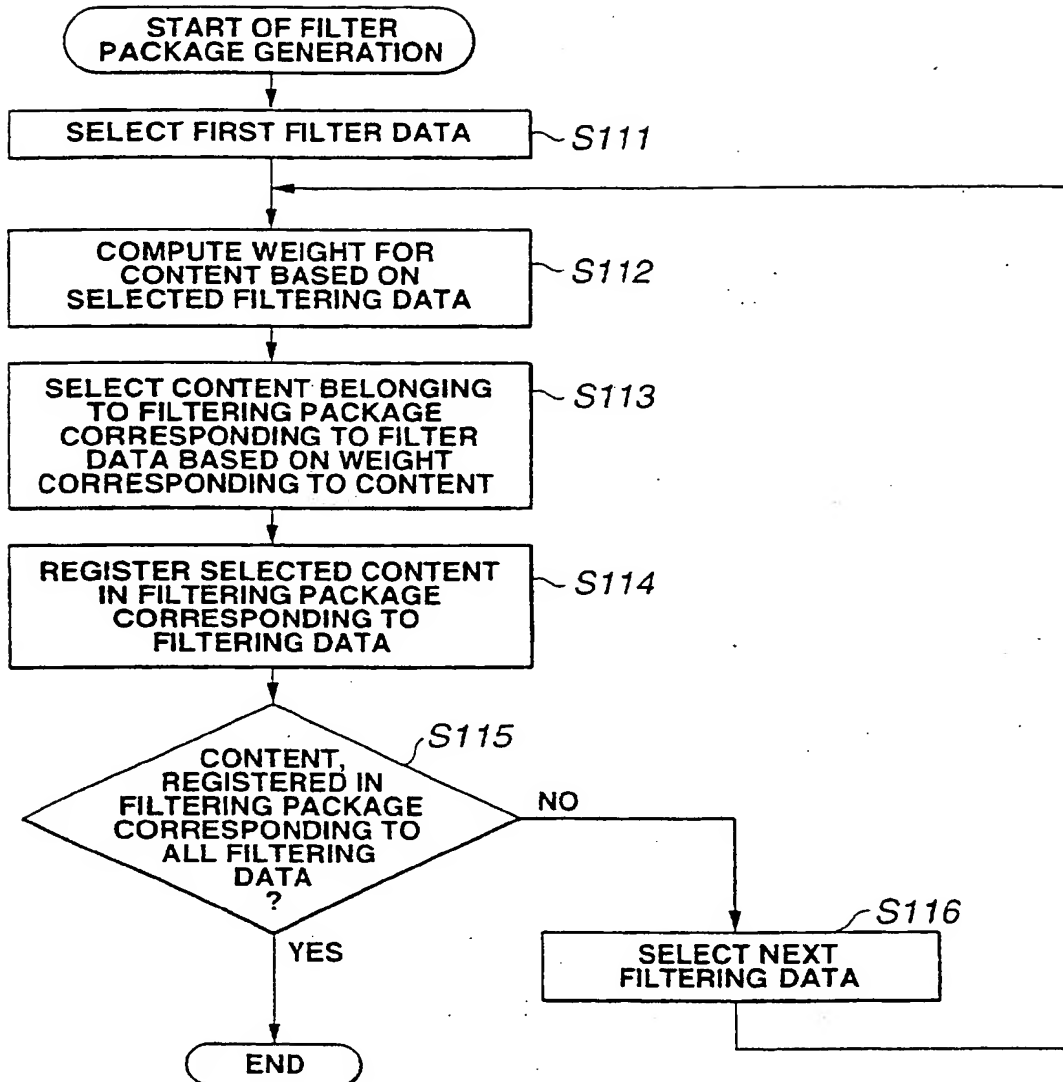 START OF FILTER
PACKAGE GENERATION
SELECT FIRST FILTER DATA
S111
COMPUTE WEIGHT FOR
CONTENT BASED ON
SELECTED FILTERING DATA
S112
SELECT CONTENT BELONGING
TO FILTERING PACKAGE
CORRESPONDING TO FILTER
DATA BASED ON WEIGHT
CORRESPONDING TO CONTENT
S113
REGISTER SELECTED CONTENT
IN FILTERING PACKAGE
CORRESPONDING TO
FILTERING DATA
S114
S115
CONTENT,
REGISTERED IN
FILTERING PACKAGE
CORRESPONDING TO
ALL FILTERING
DATA
?
NO
YES
S116
SELECT NEXT
FILTERING DATA
END